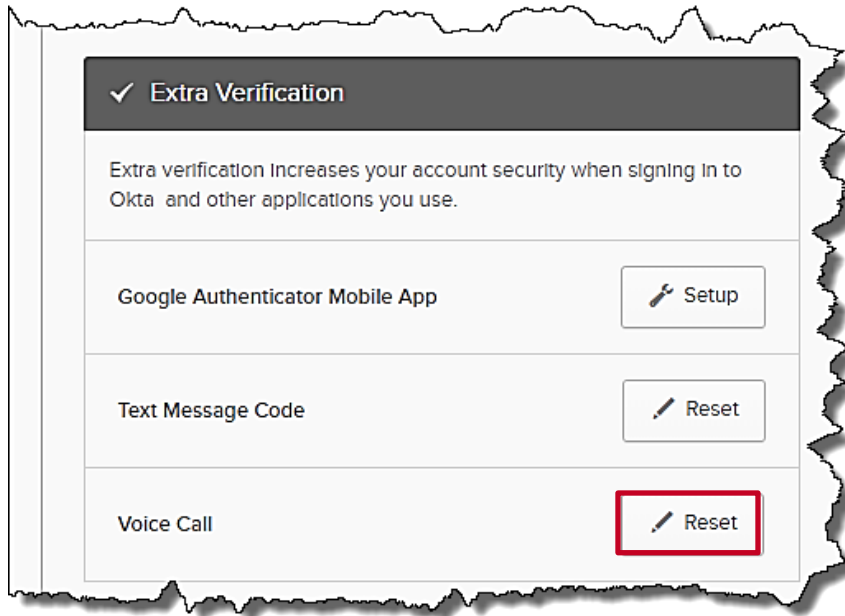 Extra Verification
Extra verification increases your account security when signing in to
Okta and other applications you use.
Google Authenticator Mobile App
Setup
Text Message Code
Reset
Voice Call
Reset